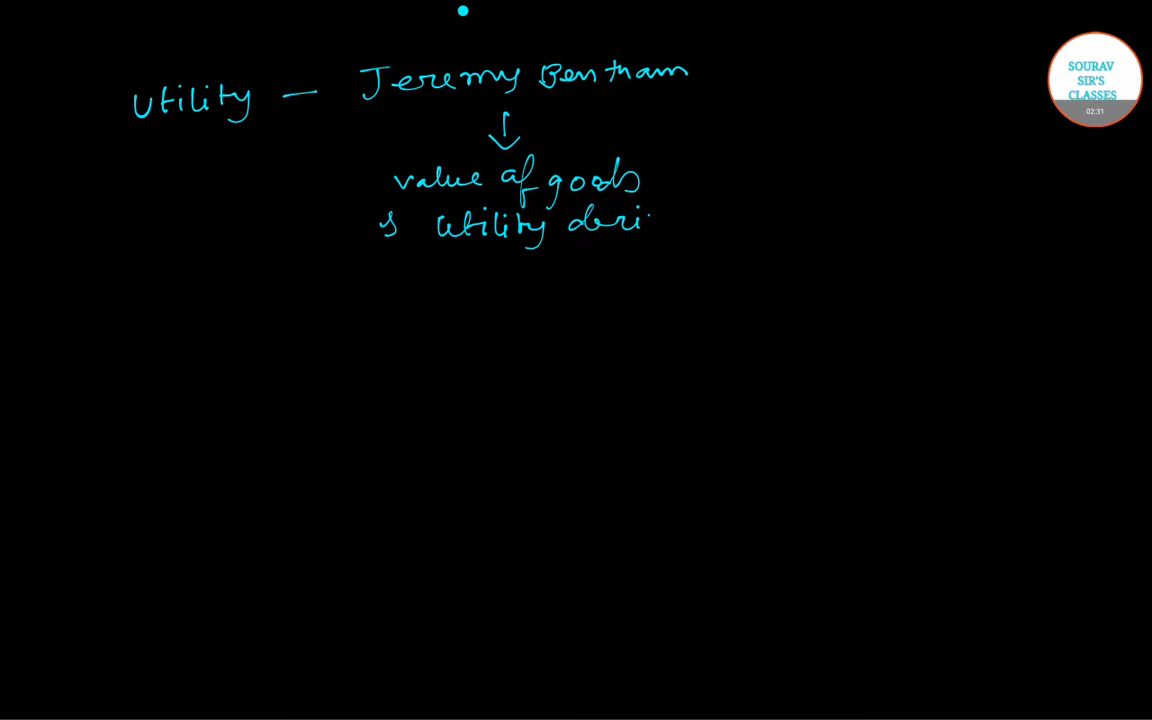 Utility — Jeremy Bentham
↓
value of goods
is utility deri
SOURAV
SIR'S
CLASSES
02:31